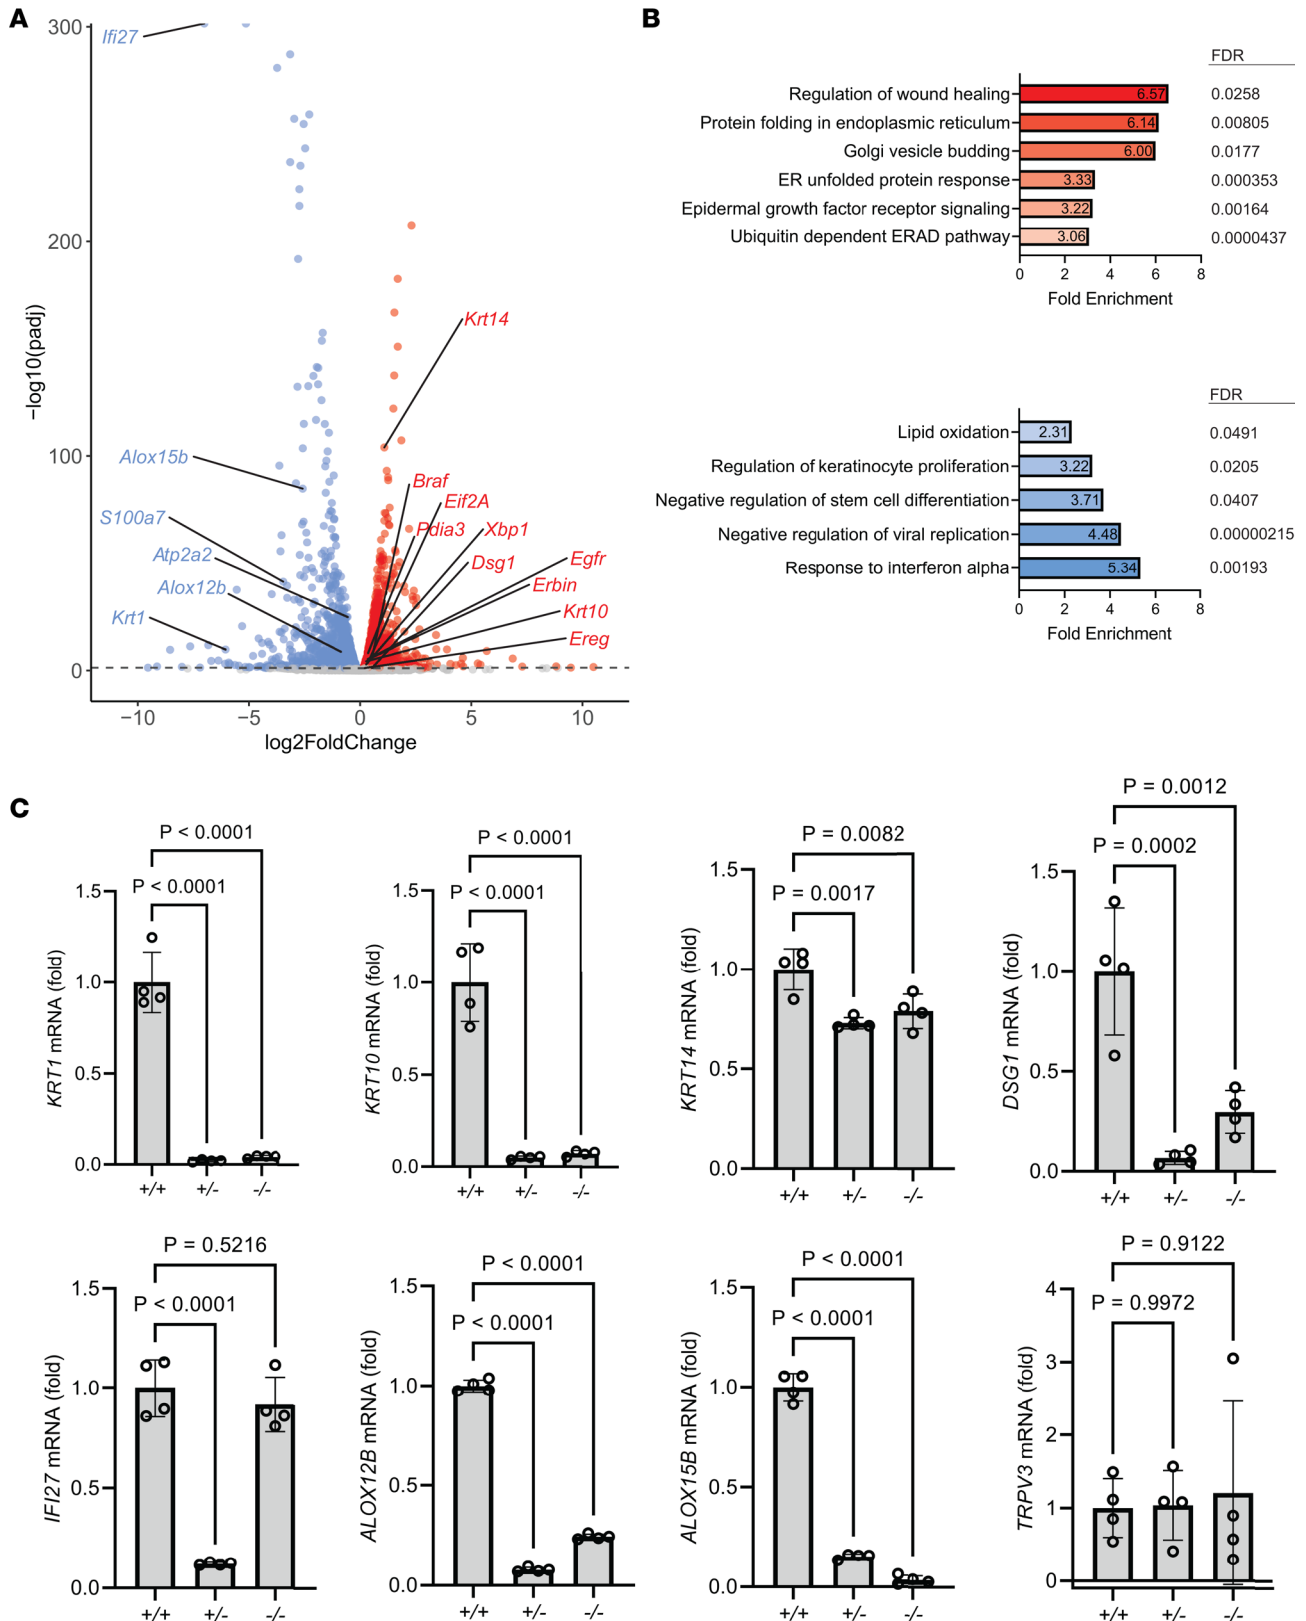 A
300
200
100
0
−log10(padj)
−10
−5
0
5
10
log2FoldChange
Ifi27
Alox15b
S100a7
Atp2a2
Alox12b
Krt1
Krt14
Braf
Eif2A
Pdia3
Xbp1
Dsg1
Egfr
Erbin
Krt10
Ereg
B
FDR
Regulation of wound healing 6.57 0.0258
Protein folding in endoplasmic reticulum 6.14 0.00805
Golgi vesicle budding 6.00 0.0177
ER unfolded protein response 3.33 0.000353
Epidermal growth factor receptor signaling 3.22 0.00164
Ubiquitin dependent ERAD pathway 3.06 0.0000437
0 2 4 6 8
Fold Enrichment
FDR
Lipid oxidation 2.31 0.0491
Regulation of keratinocyte proliferation 3.22 0.0205
Negative regulation of stem cell differentiation 3.71 0.0407
Negative regulation of viral replication 4.48 0.00000215
Response to interferon alpha 5.34 0.00193
0 2 4 6 8
Fold Enrichment
C
P < 0.0001
P < 0.0001
1.5
1.0
0.5
0.0
KRT1 mRNA (fold)
+/+ +/- -/-
P < 0.0001
P < 0.0001
1.5
1.0
0.5
0.0
KRT10 mRNA (fold)
+/+ +/- -/-
P = 0.0082
P = 0.0017
1.5
1.0
0.5
0.0
KRT14 mRNA (fold)
+/+ +/- -/-
P = 0.0012
P = 0.0002
1.5
1.0
0.5
0.0
DSG1 mRNA (fold)
+/+ +/- -/-
P = 0.5216
P < 0.0001
1.5
1.0
0.5
0.0
IFI27 mRNA (fold)
+/+ +/- -/-
P < 0.0001
P < 0.0001
1.5
1.0
0.5
0.0
ALOX12B mRNA (fold)
+/+ +/- -/-
P < 0.0001
P < 0.0001
1.5
1.0
0.5
0.0
ALOX15B mRNA (fold)
+/+ +/- -/-
P = 0.9122
P = 0.9972
4
3
2
1
0
TRPV3 mRNA (fold)
+/+ +/- -/-